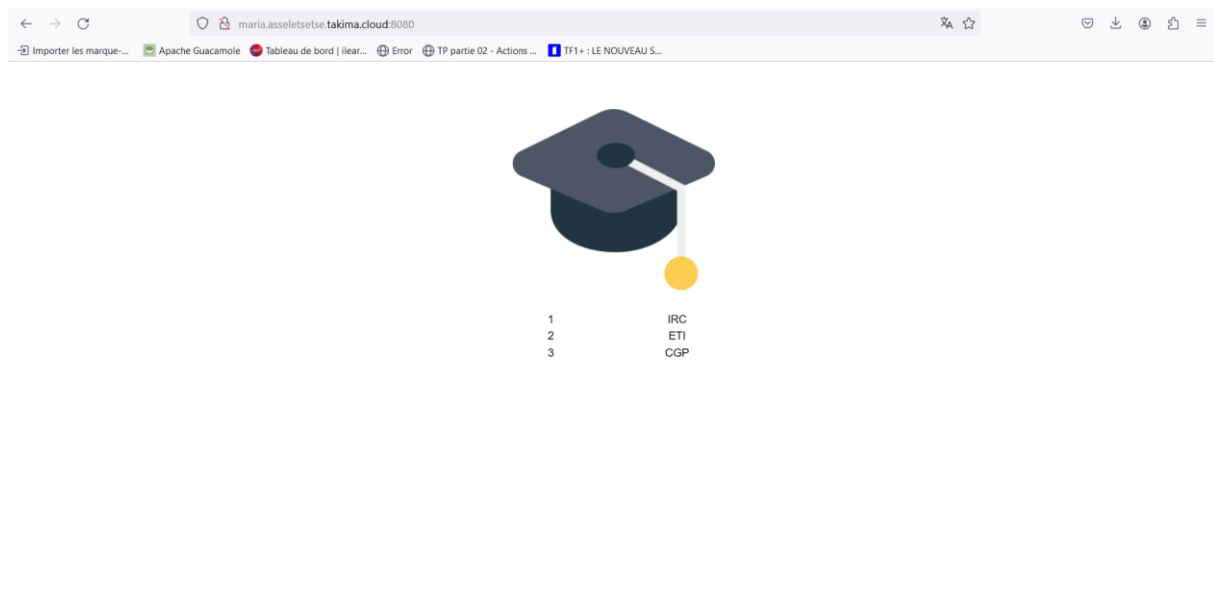 maria.asseletsetse.takima.cloud:8080
Importer les marque-... Apache Guacamole Tableau de bord | ilear... Error TP partie 02 - Actions ... TF1+ : LE NOUVEAU S...
1 IRC
2 ETI
3 CGP